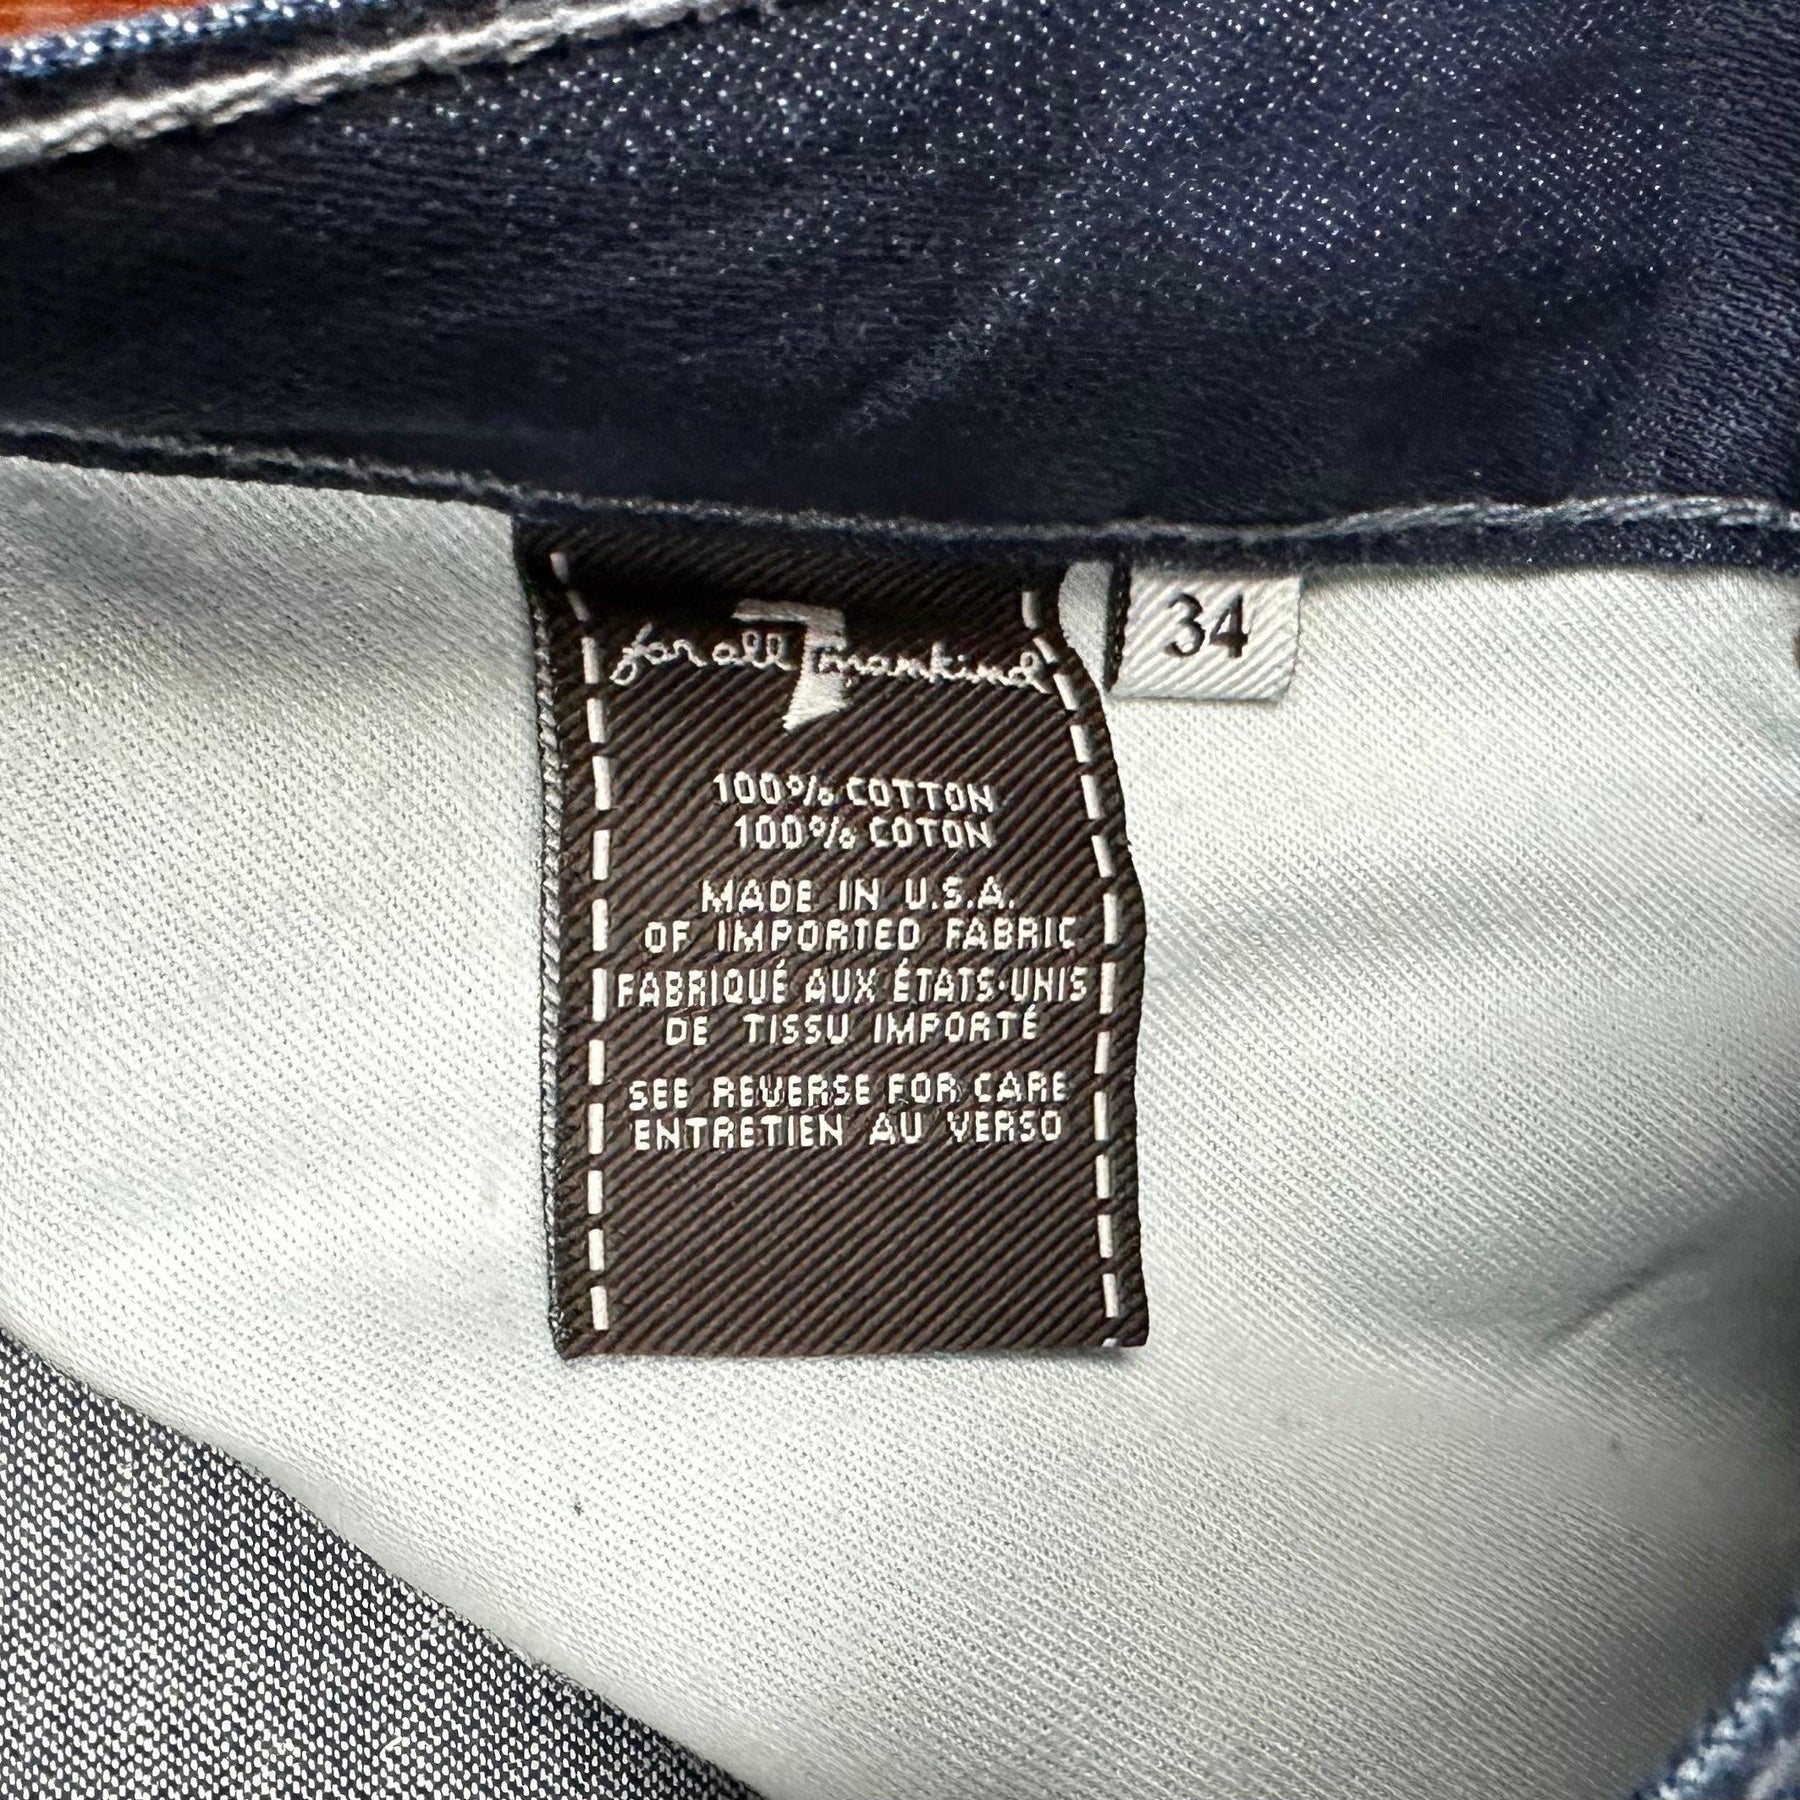 for all 7 mankind
34
100% COTTON
100% COTON
MADE IN U.S.A.
OF IMPORTED FABRIC
FABRIQUÉ AUX ÉTATS-UNIS
DE TISSU IMPORTÉ
SEE REVERSE FOR CARE
ENTRETIEN AU VERSO